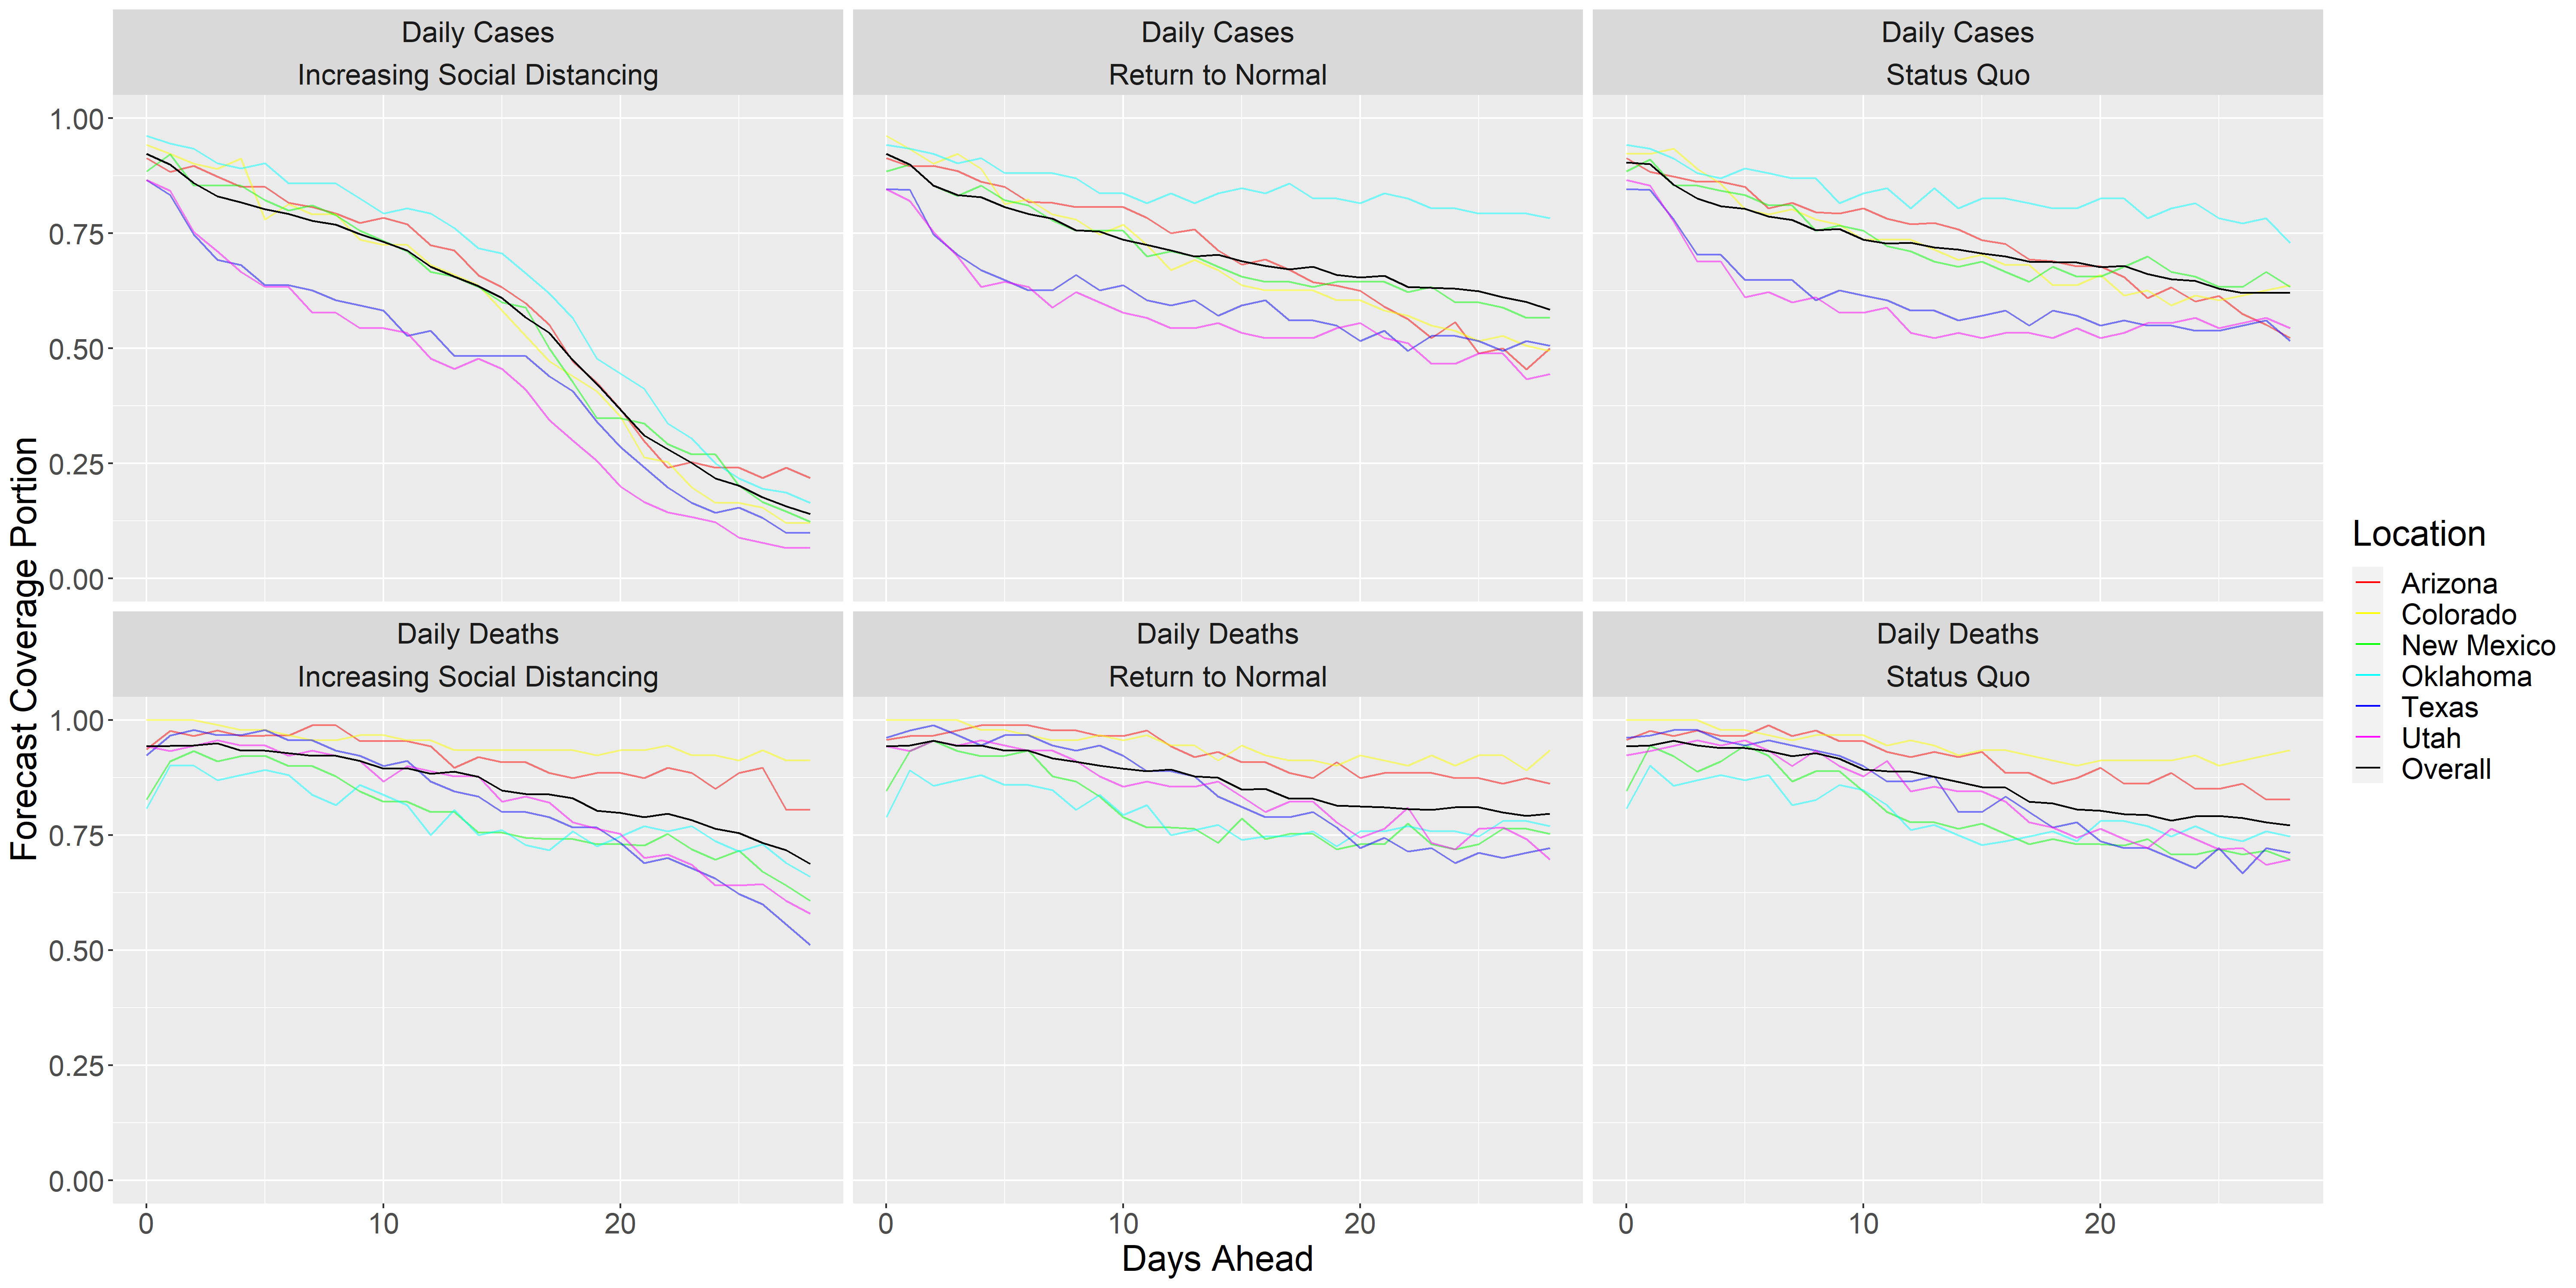 Daily Cases
Increasing Social Distancing
Daily Cases
Return to Normal
Daily Cases
Status Quo
1.00
0.75
0.50
0.25
0.00
Daily Deaths
Increasing Social Distancing
Daily Deaths
Return to Normal
Daily Deaths
Status Quo
1.00
0.75
0.50
0.25
0.00
0 10 20
0 10 20
0 10 20
Days Ahead
Forecast Coverage Portion
Location
Arizona
Colorado
New Mexico
Oklahoma
Texas
Utah
Overall